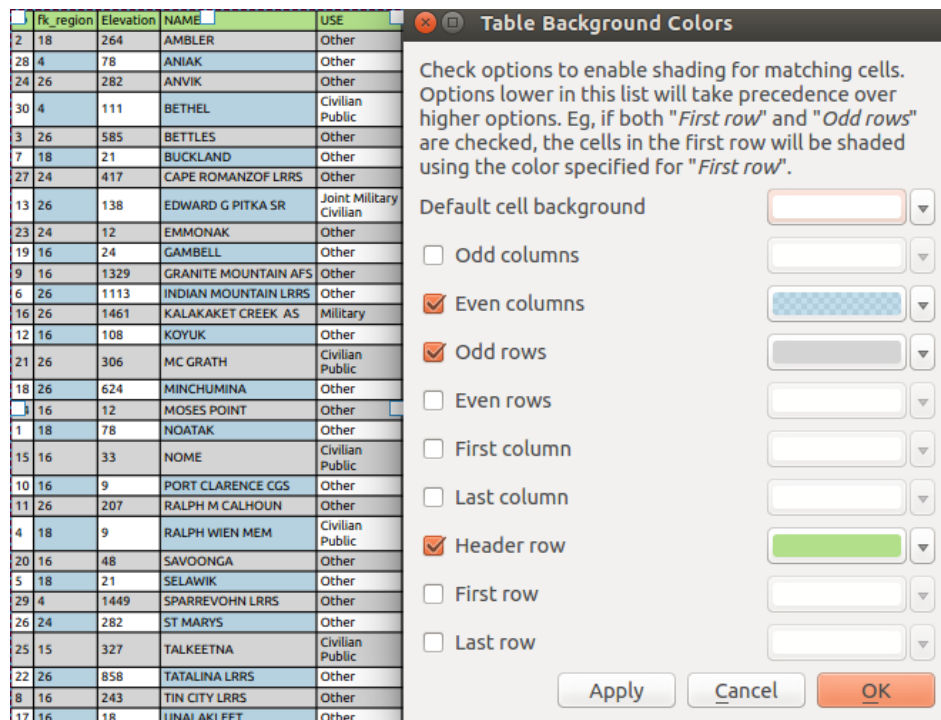 fk_region Elevation NAME USE
2 18 264 AMBLER Other
28 4 78 ANIAK Other
24 26 282 ANVIK Other
30 4 111 BETHEL Civilian
Public
3 26 585 BETTLES Other
7 18 21 BUCKLAND Other
27 24 417 CAPE ROMANZOF LRRS Other
13 26 138 EDWARD G PITKA SR Joint Military
Civilian
23 24 12 EMMONAK Other
19 16 24 GAMBELL Other
9 16 1329 GRANITE MOUNTAIN AFS Other
6 26 1113 INDIAN MOUNTAIN LRRS Other
16 26 1461 KALAKAKET CREEK AS Military
12 16 108 KOYUK Other
21 26 306 MC GRATH Civilian
Public
18 26 624 MINCHUMINA Other
16 12 MOSES POINT Other
1 18 78 NOATAK Other
15 16 33 NOME Civilian
Public
10 16 9 PORT CLARENCE CGS Other
11 26 207 RALPH M CALHOUN Other
4 18 9 RALPH WIEN MEM Civilian
Public
20 16 48 SAVOONGA Other
5 18 21 SELAWIK Other
29 4 1449 SPARREVOHN LRRS Other
26 24 282 ST MARYS Other
25 15 327 TALKEETNA Civilian
Public
22 26 858 TATALINA LRRS Other
8 16 243 TIN CITY LRRS Other
17 16 18 UNALAKLEET Other
Table Background Colors
Check options to enable shading for matching cells.
Options lower in this list will take precedence over
higher options. Eg, if both "First row" and "Odd rows"
are checked, the cells in the first row will be shaded
using the color specified for "First row".
Default cell background
Odd columns
Even columns
Odd rows
Even rows
First column
Last column
Header row
First row
Last row
Apply Cancel OK